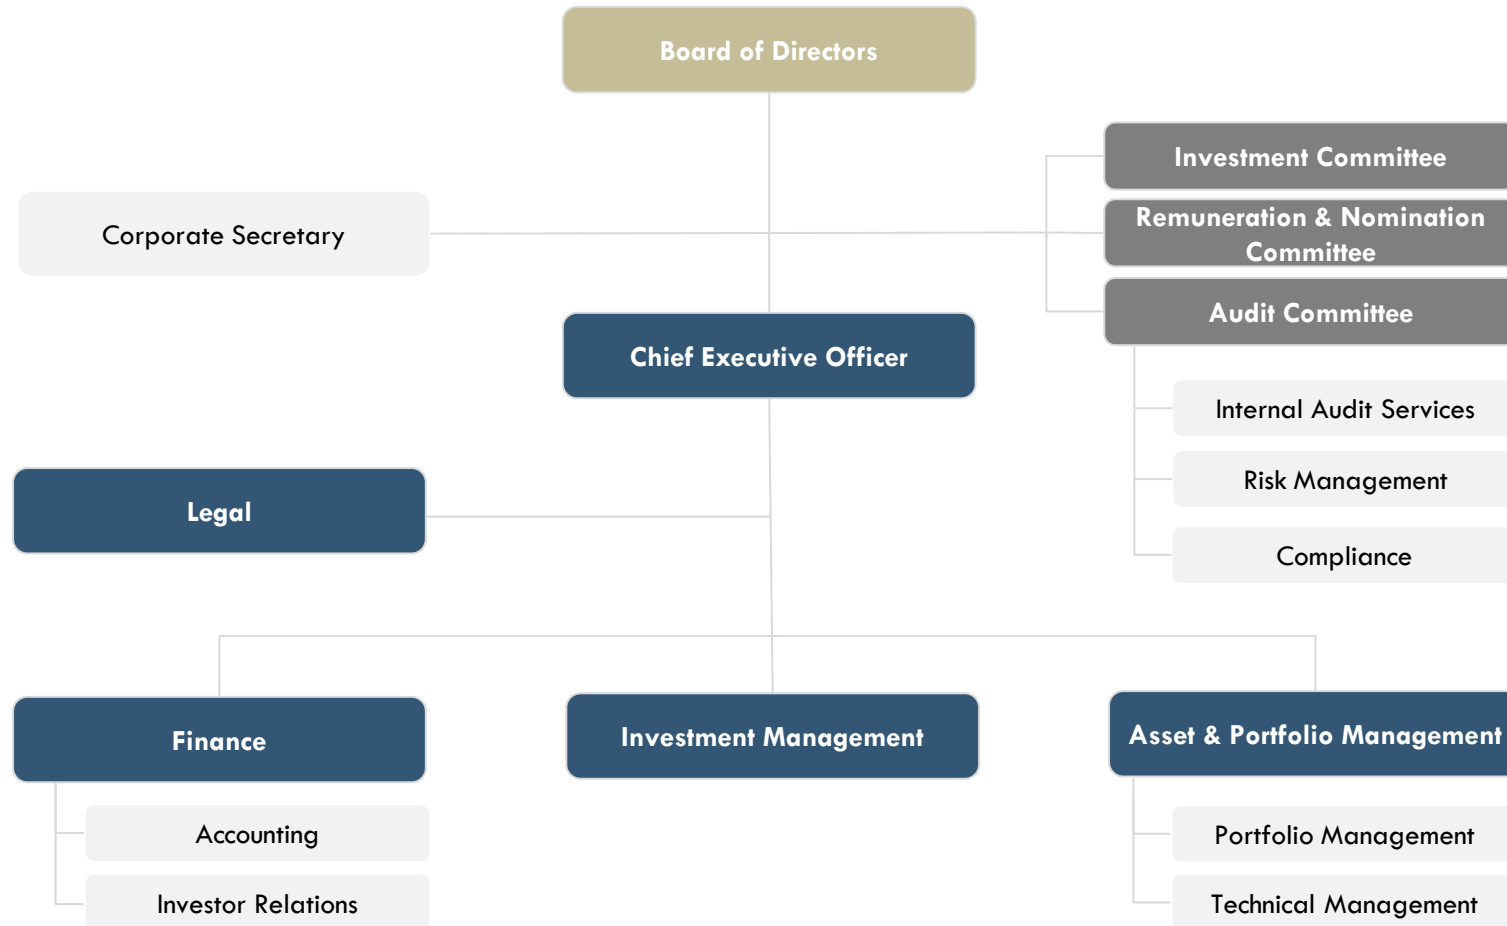 Board of Directors
Investment Committee
Corporate Secretary
Remuneration & Nomination
Committee
Audit Committee
Chief Executive Officer
Internal Audit Services
Risk Management
Legal
Compliance
Finance
Investment Management
Asset & Portfolio Management
Accounting
Portfolio Management
Investor Relations
Technical Management